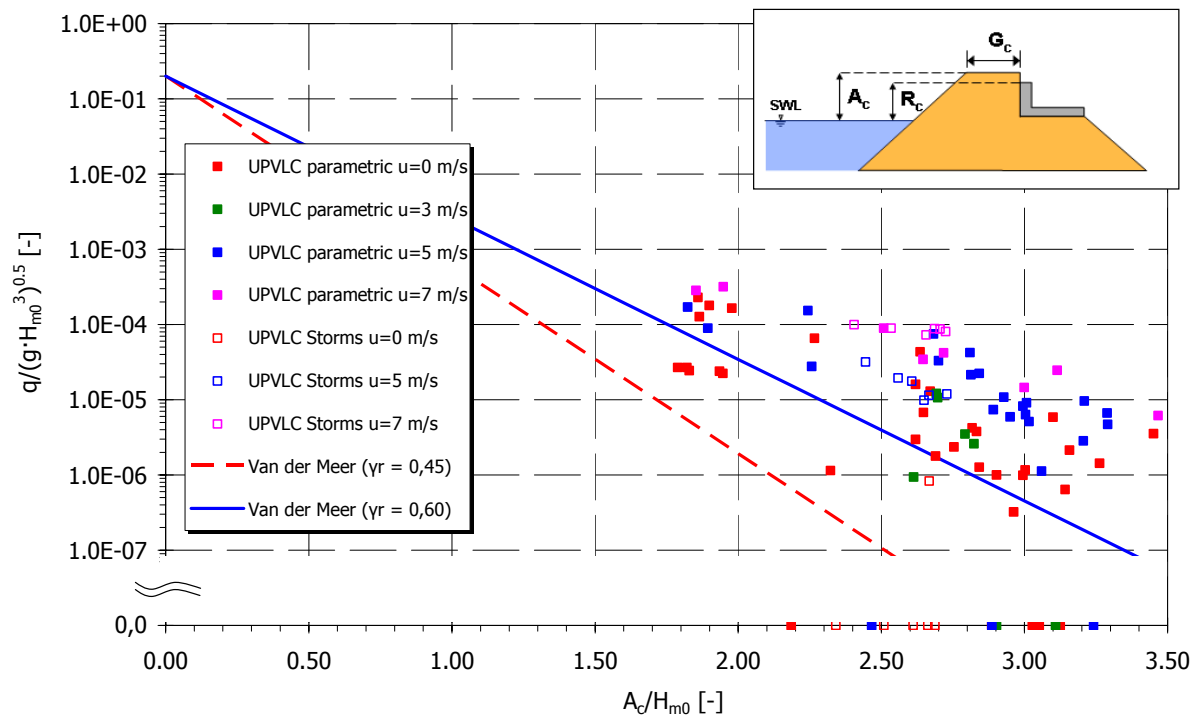 1.0E+00
1.0E-01
1.0E-02
1.0E-03
1.0E-04
1.0E-05
1.0E-06
1.0E-07
0,0
q/(g·Hm0³)^0.5 [-]
UPVLC parametric u=0 m/s
UPVLC parametric u=3 m/s
UPVLC parametric u=5 m/s
UPVLC parametric u=7 m/s
UPVLC Storms u=0 m/s
UPVLC Storms u=5 m/s
UPVLC Storms u=7 m/s
Van der Meer (γr = 0,45)
Van der Meer (γr = 0,60)
Gc
SWL
Ac
Rc
0.00 0.50 1.00 1.50 2.00 2.50 3.00 3.50
Ac/Hm0 [-]